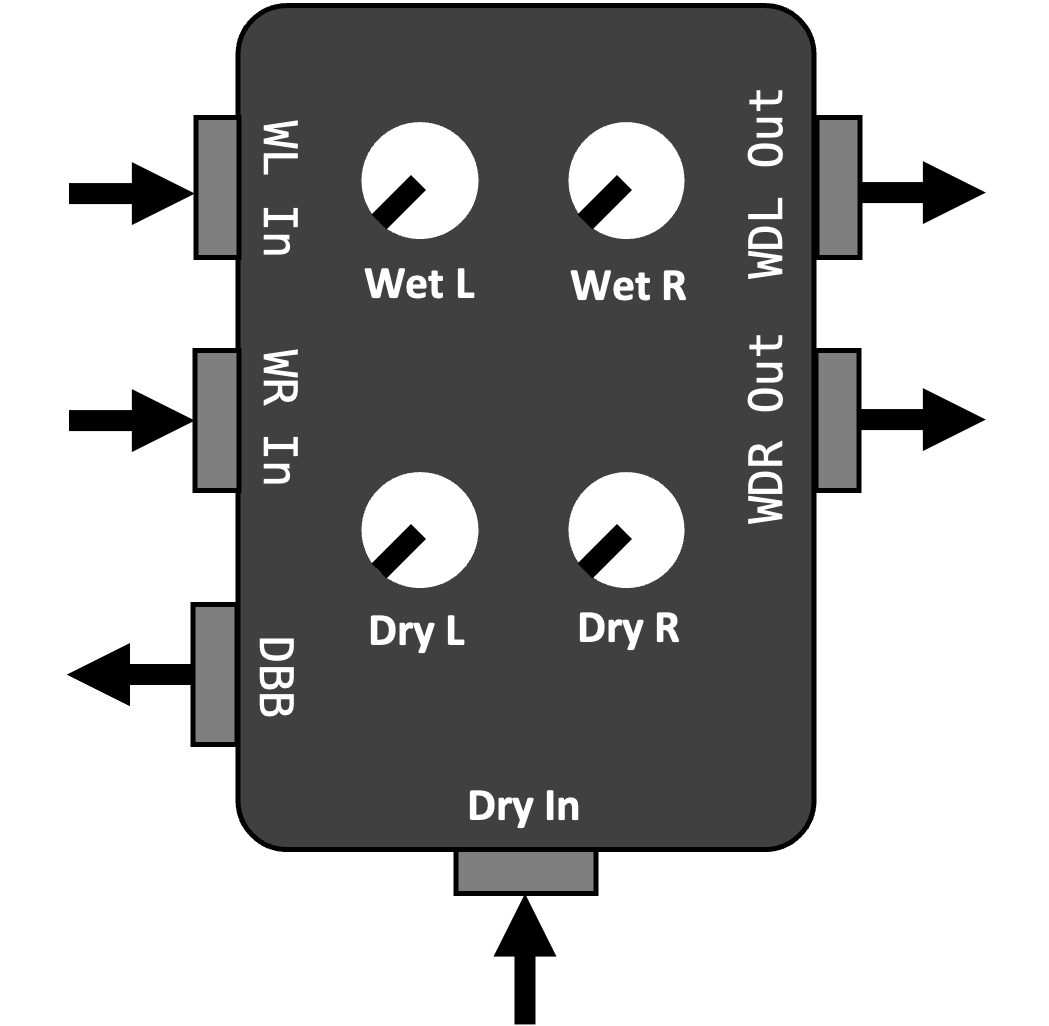 WL In
Wet L
Wet R
WDL Out
WR In
WDR Out
Dry L
Dry R
DBB
Dry In